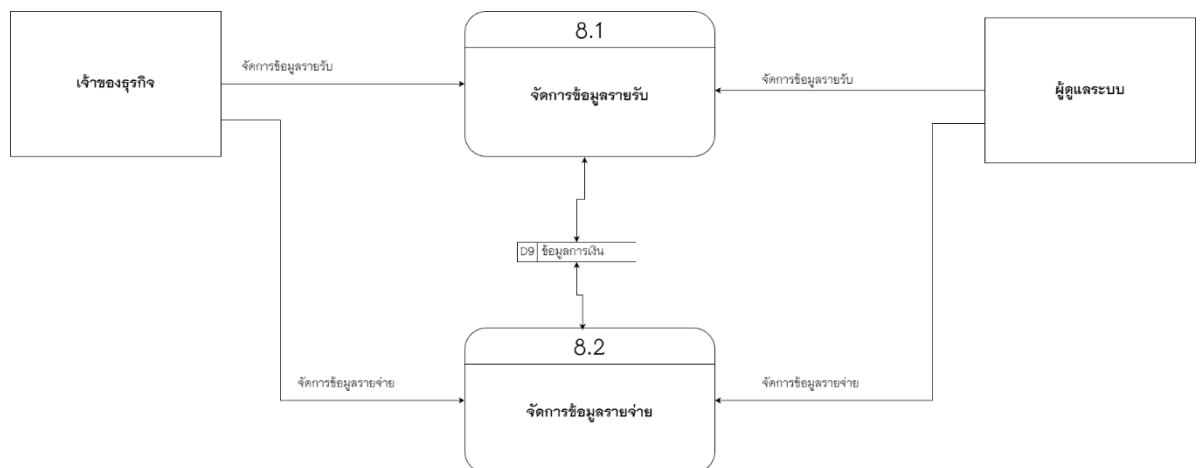 8.1
เจ้าของธุรกิจ
จัดการข้อมูลรายรับ
จัดการข้อมูลรายรับ
จัดการข้อมูลรายรับ
ผู้ดูแลระบบ
D9 ข้อมูลการเงิน
8.2
จัดการข้อมูลรายจ่าย
จัดการข้อมูลรายจ่าย
จัดการข้อมูลรายจ่าย